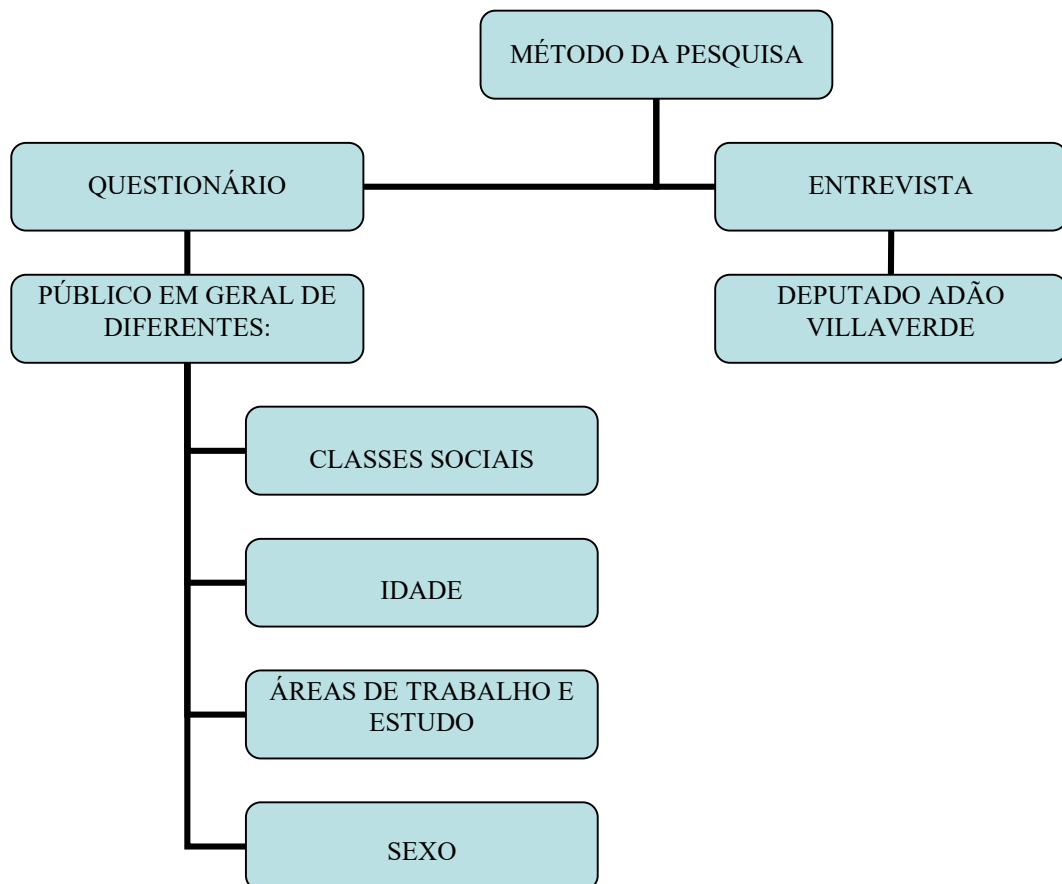 MÉTODO DA PESQUISA
QUESTIONÁRIO
ENTREVISTA
PÚBLICO EM GERAL DE
DIFERENTES:
DEPUTADO ADÃO
VILLAVERDE
CLASSES SOCIAIS
IDADE
ÁREAS DE TRABALHO E
ESTUDO
SEXO